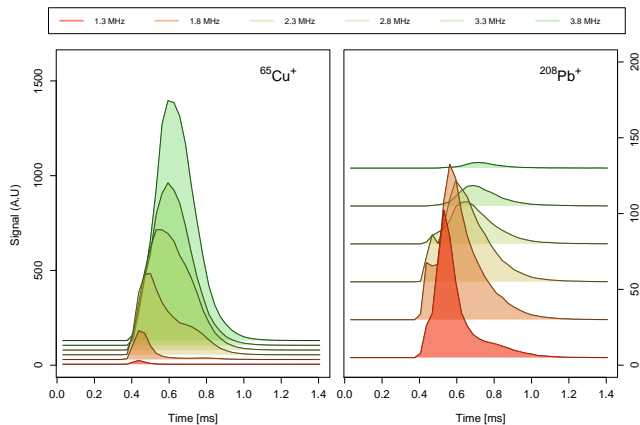 1.3 MHz 1.8 MHz 2.3 MHz 2.8 MHz 3.3 MHz 3.8 MHz
⁶⁵Cu⁺
²⁰⁸Pb⁺
Signal (A.U)
0 500 1000 1500
0 50 100 150 200
0.0 0.2 0.4 0.6 0.8 1.0 1.2 1.4
0.0 0.2 0.4 0.6 0.8 1.0 1.2 1.4
Time [ms]
Time [ms]